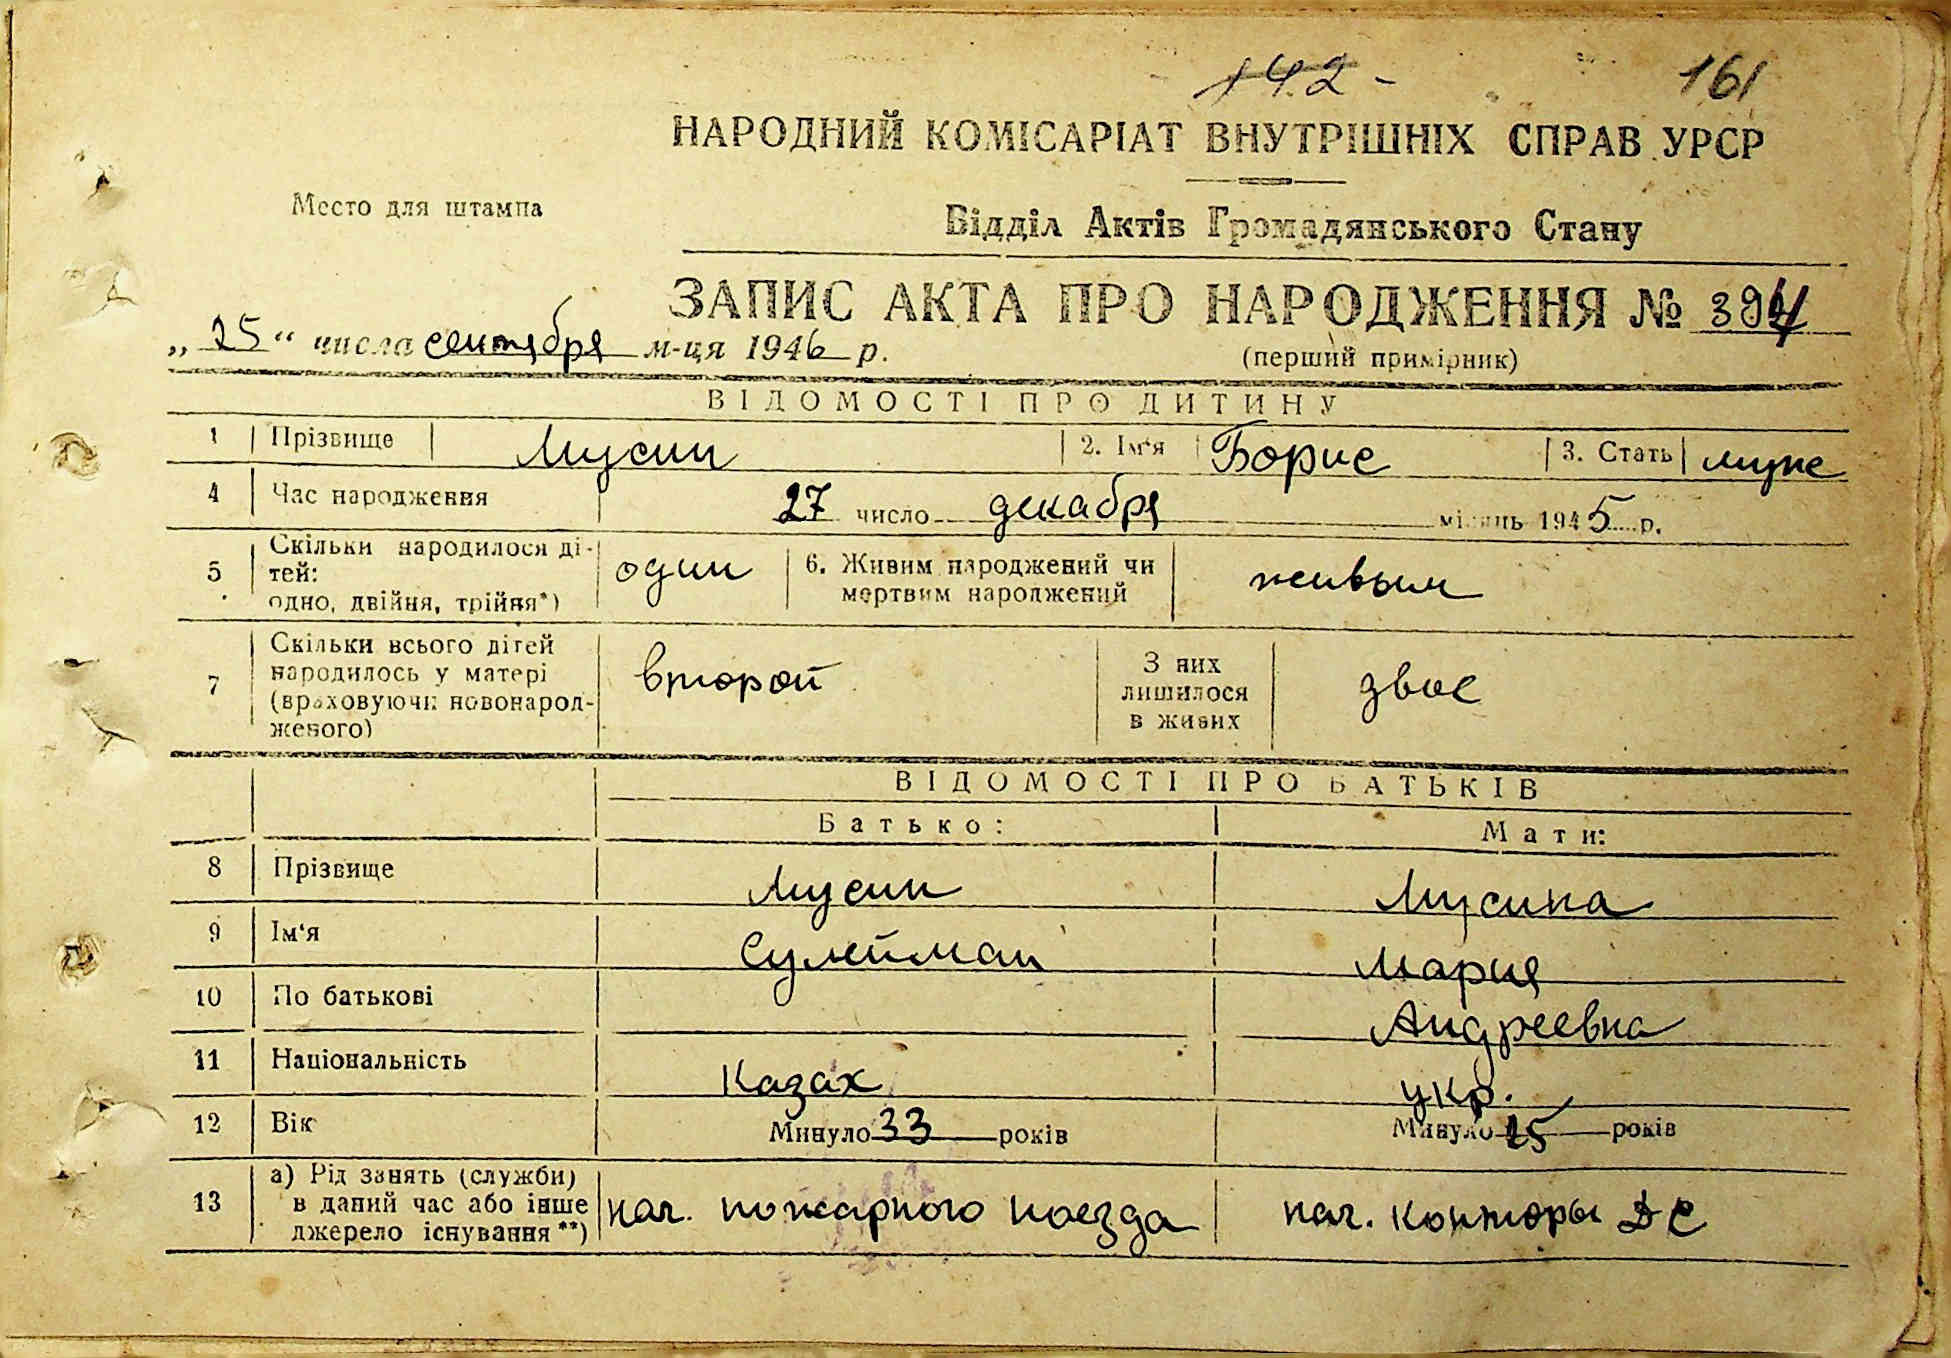 142 -
161
НАРОДНИЙ КОМІСАРІАТ ВНУТРІШНІХ СПРАВ УРСР
Место для штампа
Відділ Актів Громадянського Стану
ЗАПИС АКТА ПРО НАРОДЖЕННЯ № 394
„ 25 “ числа сентября м-ця 1946 р.
(перший примірник)
ВІДОМОСТІ ПРО ДИТИНУ
1 Прізвище Мусин 2. Ім'я Борис 3. Стать муже
4 Час народження 27 число декабря місяць 1945 р.
5 Скільки народилося ді-
тей:
одно, двійня, трійня*)
один
6. Живим народжений чи
мертвим народжений
живым
7 Скільки всього дітей
народилось у матері
(враховуючи новонарод-
женого)
второй
З них
лишилося
в живих
двое
ВІДОМОСТІ ПРО БАТЬКІВ
Батько: Мати:
8 Прізвище Мусин Мусина
9 Ім'я Сулейман Мария
10 По батькові Андреевна
11 Національність Казах укр.
12 Вік Минуло 33 років Минуло 25 років
13 а) Рід занять (служби)
в даний час або інше
джерело існування **)
нач. пожарного поезда
нач. конторы ДС